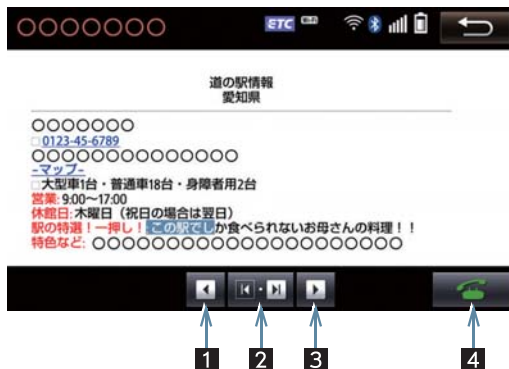 ○○○○○○○ ETC
道の駅情報
愛知県
○○○○○○○
0123-45-6789
○○○○○○○○○○○○○○
-マップ-
大型車1台・普通車18台・身障者用2台
営業: 9:00～17:00
休館日: 木曜日（祝日の場合は翌日）
駅の特選！一押し！: この駅でしか食べられないお母さんの料理！！
特色など: ○○○○○○○○○○○○○○○○○○○○○
1 2 3 4